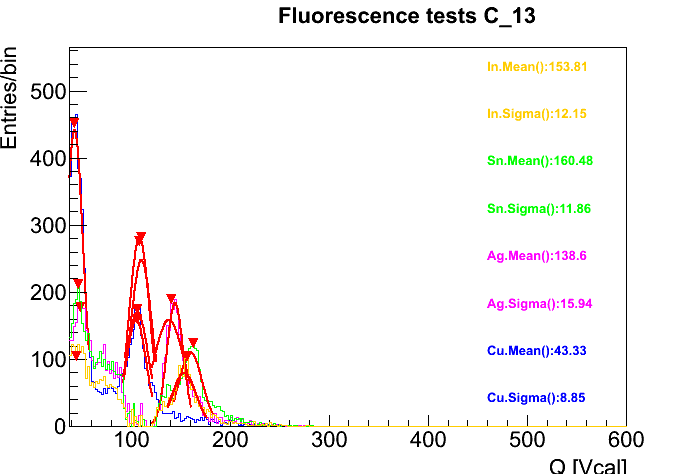 Fluorescence tests C_13
Entries/bin
500
400
300
200
100
0
In.Mean():153.81
In.Sigma():12.15
Sn.Mean():160.48
Sn.Sigma():11.86
Ag.Mean():138.6
Ag.Sigma():15.94
Cu.Mean():43.33
Cu.Sigma():8.85
100 200 300 400 500 600
Q [Vcal]